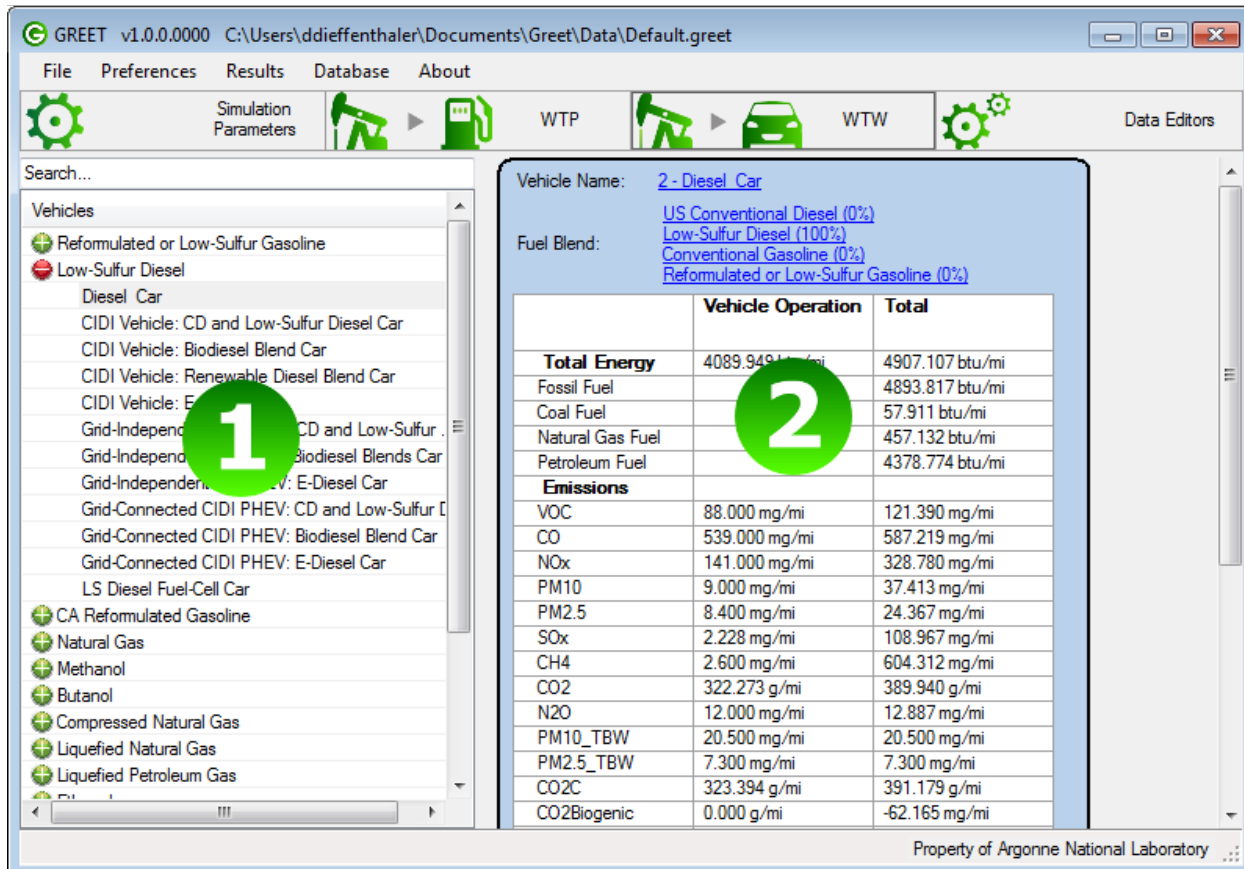 GREET v1.0.0.0000 C:\Users\ddieffenthaler\Documents\Greet\Data\Default.greet
File Preferences Results Database About
Simulation
Parameters
WTP
WTW
Data Editors
Search...
Vehicles
Reformulated or Low-Sulfur Gasoline
Low-Sulfur Diesel
Diesel Car
CIDI Vehicle: CD and Low-Sulfur Diesel Car
CIDI Vehicle: Biodiesel Blend Car
CIDI Vehicle: Renewable Diesel Blend Car
CIDI Vehicle: E
Grid-Independ CD and Low-Sulfur .
Grid-Independ Biodiesel Blends Car
Grid-Independent V: E-Diesel Car
Grid-Connected CIDI PHEV: CD and Low-Sulfur D
Grid-Connected CIDI PHEV: Biodiesel Blend Car
Grid-Connected CIDI PHEV: E-Diesel Car
LS Diesel Fuel-Cell Car
CA Reformulated Gasoline
Natural Gas
Methanol
Butanol
Compressed Natural Gas
Liquefied Natural Gas
Liquefied Petroleum Gas
1
Vehicle Name: 2 - Diesel Car
Fuel Blend:
US Conventional Diesel (0%)
Low-Sulfur Diesel (100%)
Conventional Gasoline (0%)
Reformulated or Low-Sulfur Gasoline (0%)
Vehicle Operation Total
Total Energy 4089.949 btu/mi 4907.107 btu/mi
Fossil Fuel 4893.817 btu/mi
Coal Fuel 57.911 btu/mi
Natural Gas Fuel 457.132 btu/mi
Petroleum Fuel 4378.774 btu/mi
2
Emissions
VOC 88.000 mg/mi 121.390 mg/mi
CO 539.000 mg/mi 587.219 mg/mi
NOx 141.000 mg/mi 328.780 mg/mi
PM10 9.000 mg/mi 37.413 mg/mi
PM2.5 8.400 mg/mi 24.367 mg/mi
SOx 2.228 mg/mi 108.967 mg/mi
CH4 2.600 mg/mi 604.312 mg/mi
CO2 322.273 g/mi 389.940 g/mi
N2O 12.000 mg/mi 12.887 mg/mi
PM10_TBW 20.500 mg/mi 20.500 mg/mi
PM2.5_TBW 7.300 mg/mi 7.300 mg/mi
CO2C 323.394 g/mi 391.179 g/mi
CO2Biogenic 0.000 g/mi -62.165 mg/mi
Property of Argonne National Laboratory